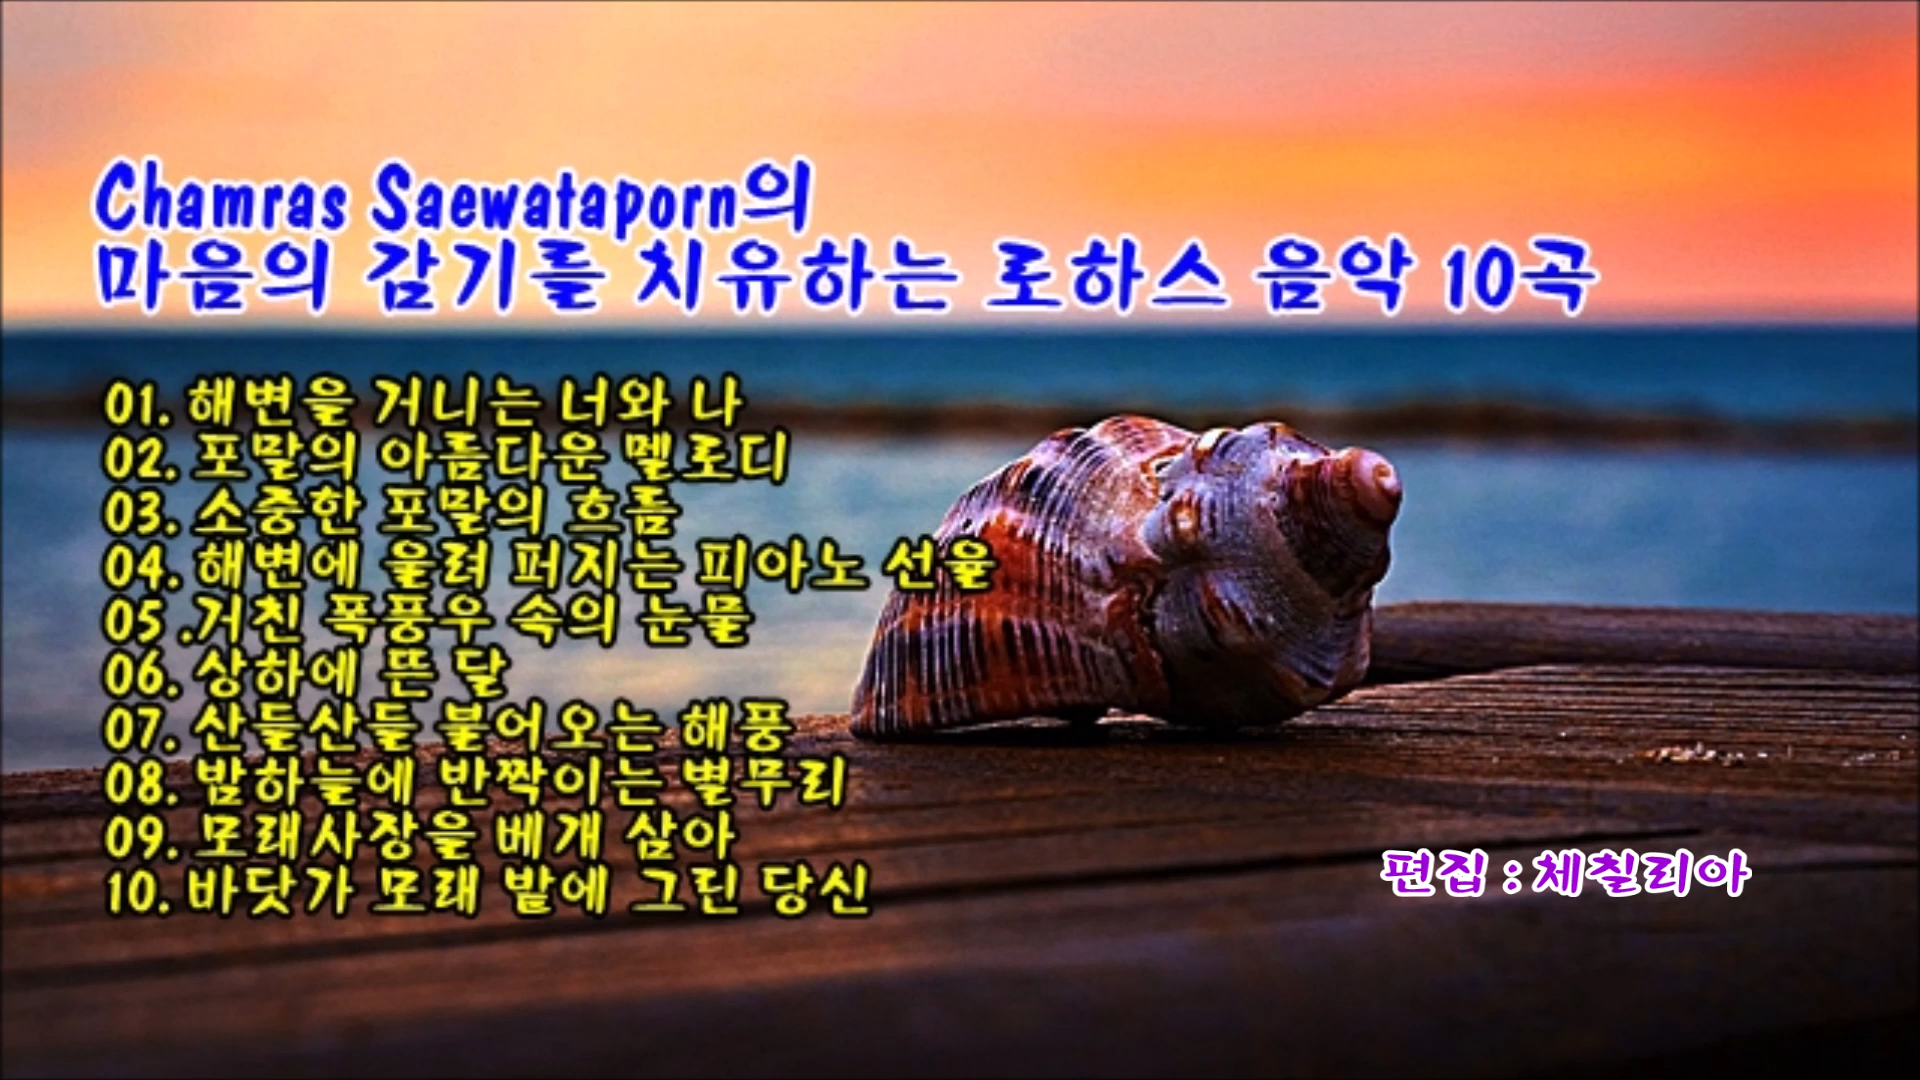 Chamras Saewataporn의
마음의 감기를 치유하는 로하스 음악 10곡
01. 해변을 거니는 너와 나
02. 포말의 아름다운 멜로디
03. 소중한 포말의 흐름
04. 해변에 울려 퍼지는 피아노 선율
05 .거친 폭풍우 속의 눈물
06. 상하에 뜬 달
07. 산들산들 불어오는 해풍
08. 밤하늘에 반짝이는 별무리
09. 모래사장을 베개 삼아
10. 바닷가 모래 밭에 그린 당신
편집 : 체칠리아